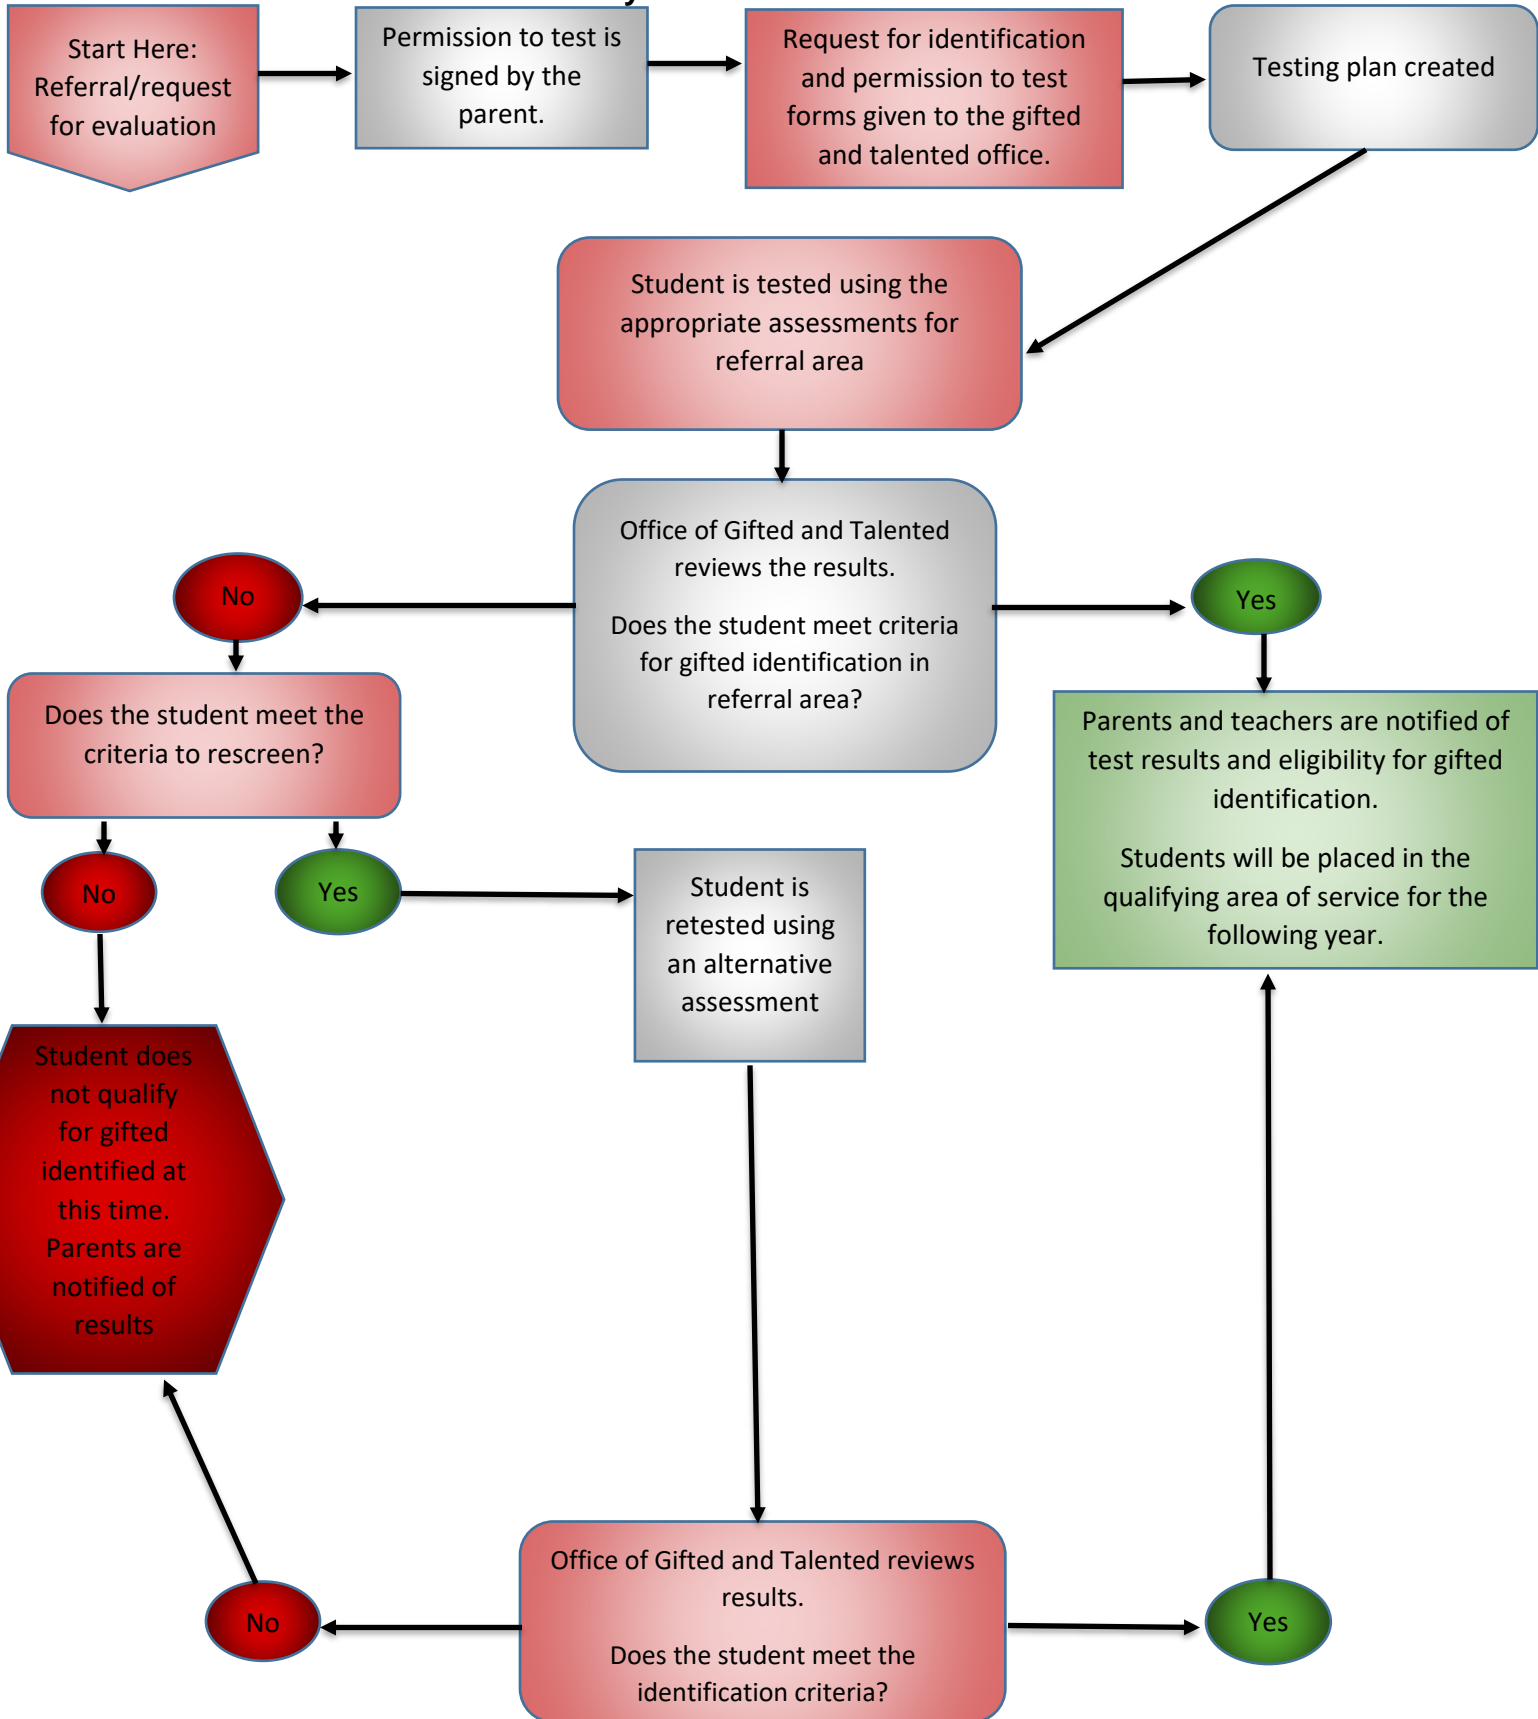 Start Here:
Referral/request
for evaluation
Permission to test is
signed by the
parent.
Request for identification
and permission to test
forms given to the gifted
and talented office.
Testing plan created
Student is tested using the
appropriate assessments for
referral area
Office of Gifted and Talented
reviews the results.
Does the student meet criteria
for gifted identification in
referral area?
No
Yes
Does the student meet the
criteria to rescreen?
Parents and teachers are notified of
test results and eligibility for gifted
identification.
Students will be placed in the
qualifying area of service for the
following year.
No
Yes
Student is
retested using
an alternative
assessment
Student does
not qualify
for gifted
identified at
this time.
Parents are
notified of
results
Office of Gifted and Talented reviews
results.
Does the student meet the
identification criteria?
No
Yes